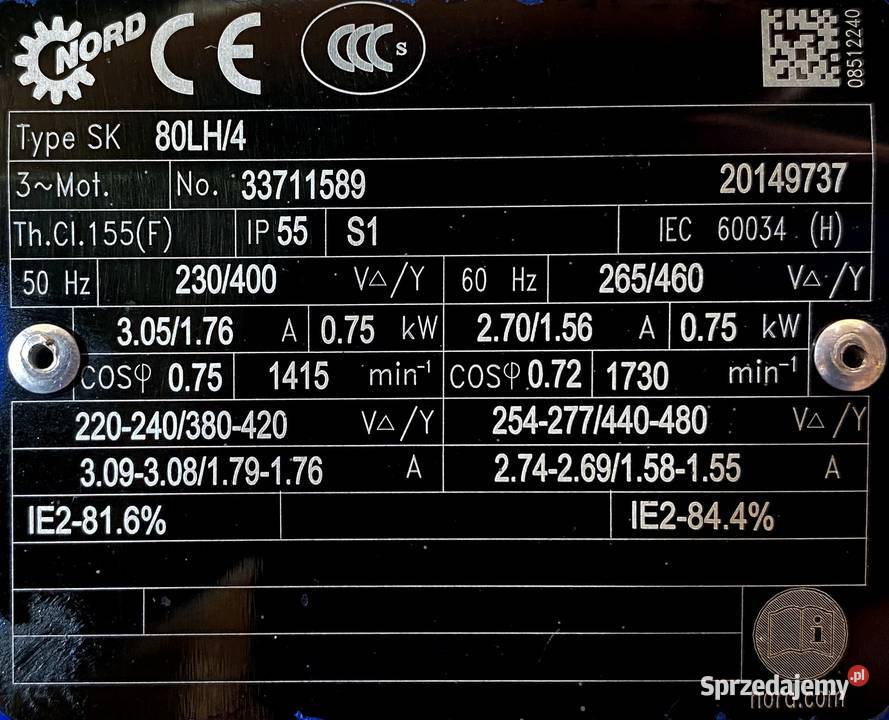 NORD CE CCC S
08512240
Type SK 80LH/4
3~Mot. No. 33711589 20149737
Th.Cl.155(F) IP 55 S1 IEC 60034 (H)
50 Hz 230/400 V△/Y 60 Hz 265/460 V△/Y
3.05/1.76 A 0.75 kW 2.70/1.56 A 0.75 kW
cosφ 0.75 1415 min⁻¹ cosφ 0.72 1730 min⁻¹
220-240/380-420 V△/Y 254-277/440-480 V△/Y
3.09-3.08/1.79-1.76 A 2.74-2.69/1.58-1.55 A
IE2-81.6% IE2-84.4%
i
Sprzedajemy.pl
nord.com